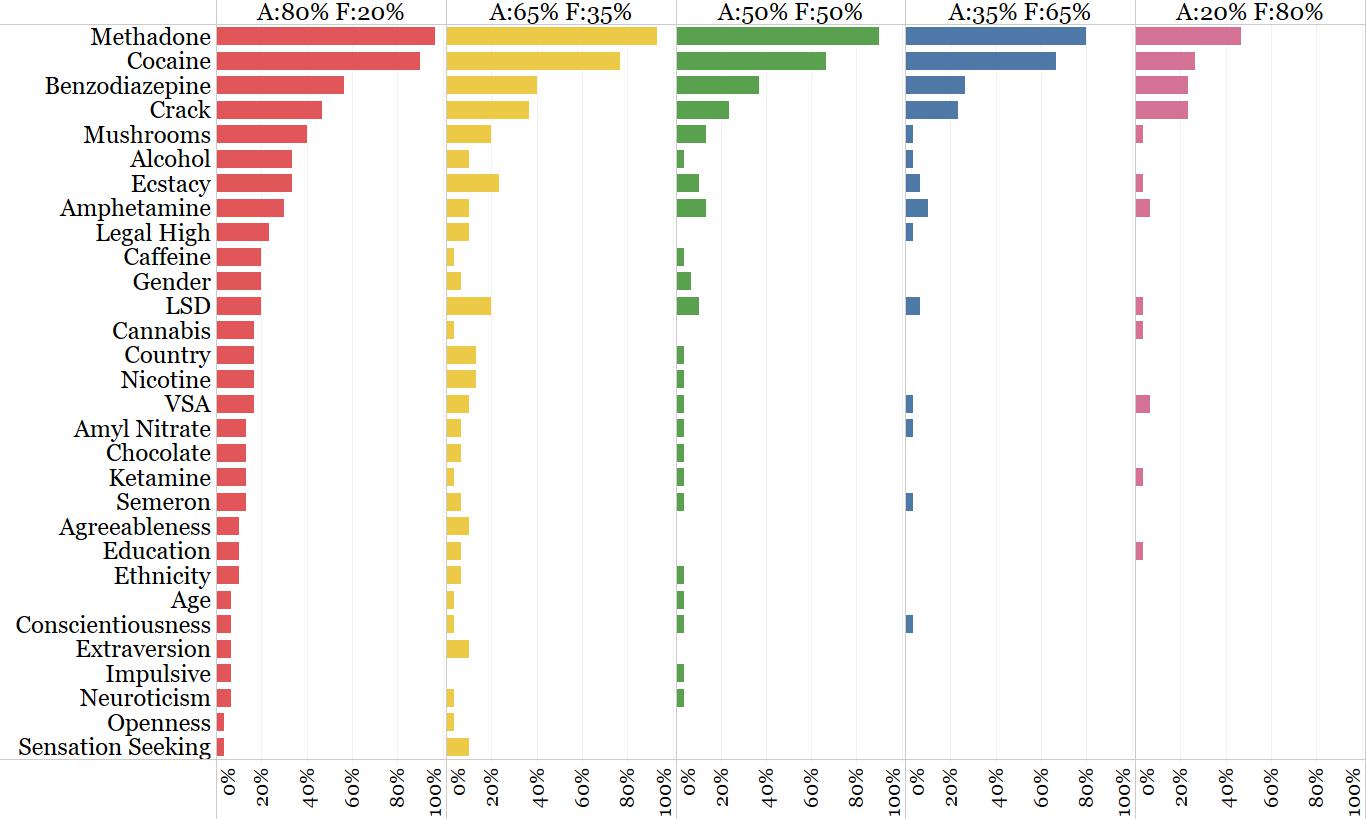 A:80% F:20% A:65% F:35% A:50% F:50% A:35% F:65% A:20% F:80%
Methadone
Cocaine
Benzodiazepine
Crack
Mushrooms
Alcohol
Ecstacy
Amphetamine
Legal High
Caffeine
Gender
LSD
Cannabis
Country
Nicotine
VSA
Amyl Nitrate
Chocolate
Ketamine
Semeron
Agreeableness
Education
Ethnicity
Age
Conscientiousness
Extraversion
Impulsive
Neuroticism
Openness
Sensation Seeking
0% 20% 40% 60% 80% 100% 0% 20% 40% 60% 80% 100% 0% 20% 40% 60% 80% 100% 0% 20% 40% 60% 80% 100% 0% 20% 40% 60% 80% 100%